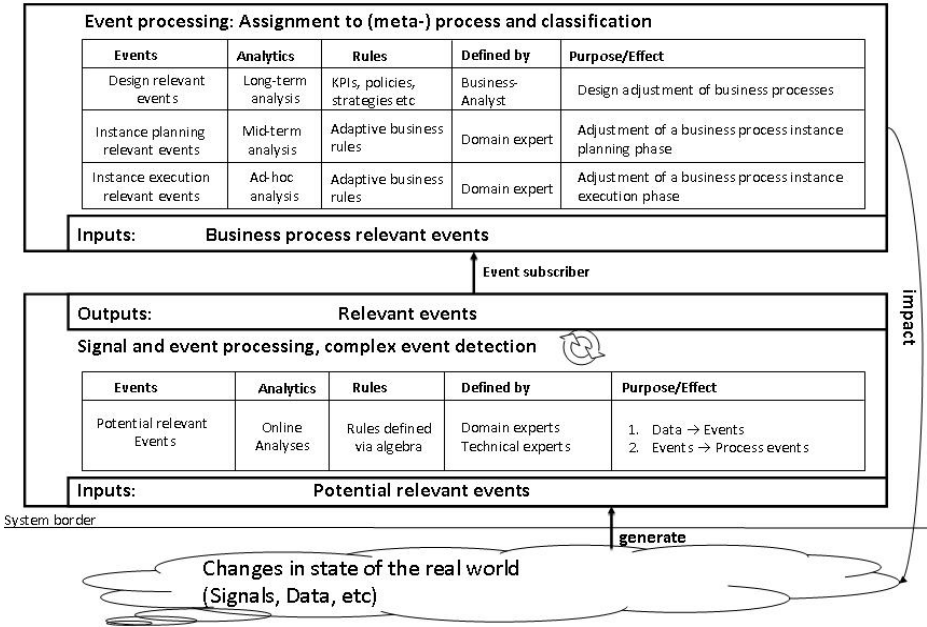 Event processing: Assignment to (meta-) process and classification
Events Analytics Rules Defined by Purpose/Effect
Design relevant events Long-term analysis KPIs, policies, strategies etc Business-Analyst Design adjustment of business processes
Instance planning relevant events Mid-term analysis Adaptive business rules Domain expert Adjustment of a business process instance planning phase
Instance execution relevant events Ad-hoc analysis Adaptive business rules Domain expert Adjustment of a business process instance execution phase
Inputs: Business process relevant events
Event subscriber
impact
Outputs: Relevant events
Signal and event processing, complex event detection
Events Analytics Rules Defined by Purpose/Effect
Potential relevant Events Online Analyses Rules defined via algebra Domain experts Technical experts 1. Data → Events 2. Events → Process events
Inputs: Potential relevant events
System border
generate
Changes in state of the real world
(Signals, Data, etc)